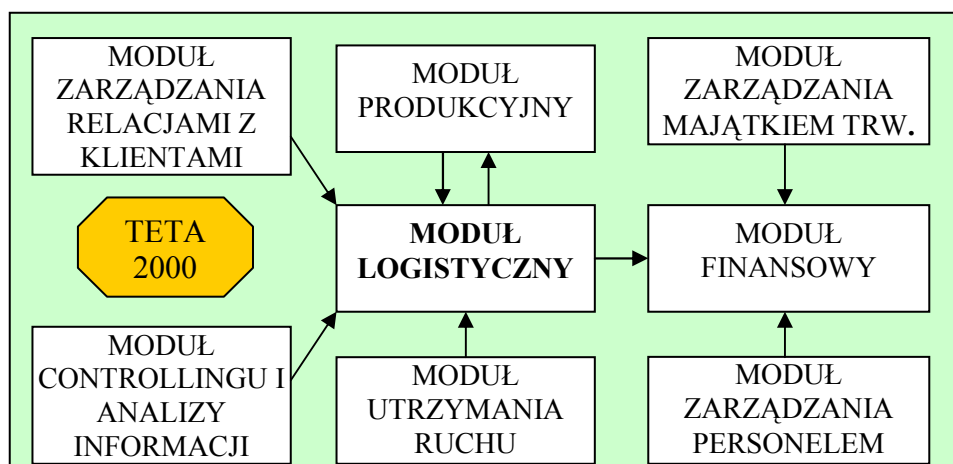 MODUŁ
ZARZĄDZANIA
RELACJAMI Z
KLIENTAMI
MODUŁ
PRODUKCYJNY
MODUŁ
ZARZĄDZANIA
MAJĄTKIEM TRW.
TETA
2000
MODUŁ
LOGISTYCZNY
MODUŁ
FINANSOWY
MODUŁ
CONTROLLINGU I
ANALIZY
INFORMACJI
MODUŁ
UTRZYMANIA
RUCHU
MODUŁ
ZARZĄDZANIA
PERSONELEM